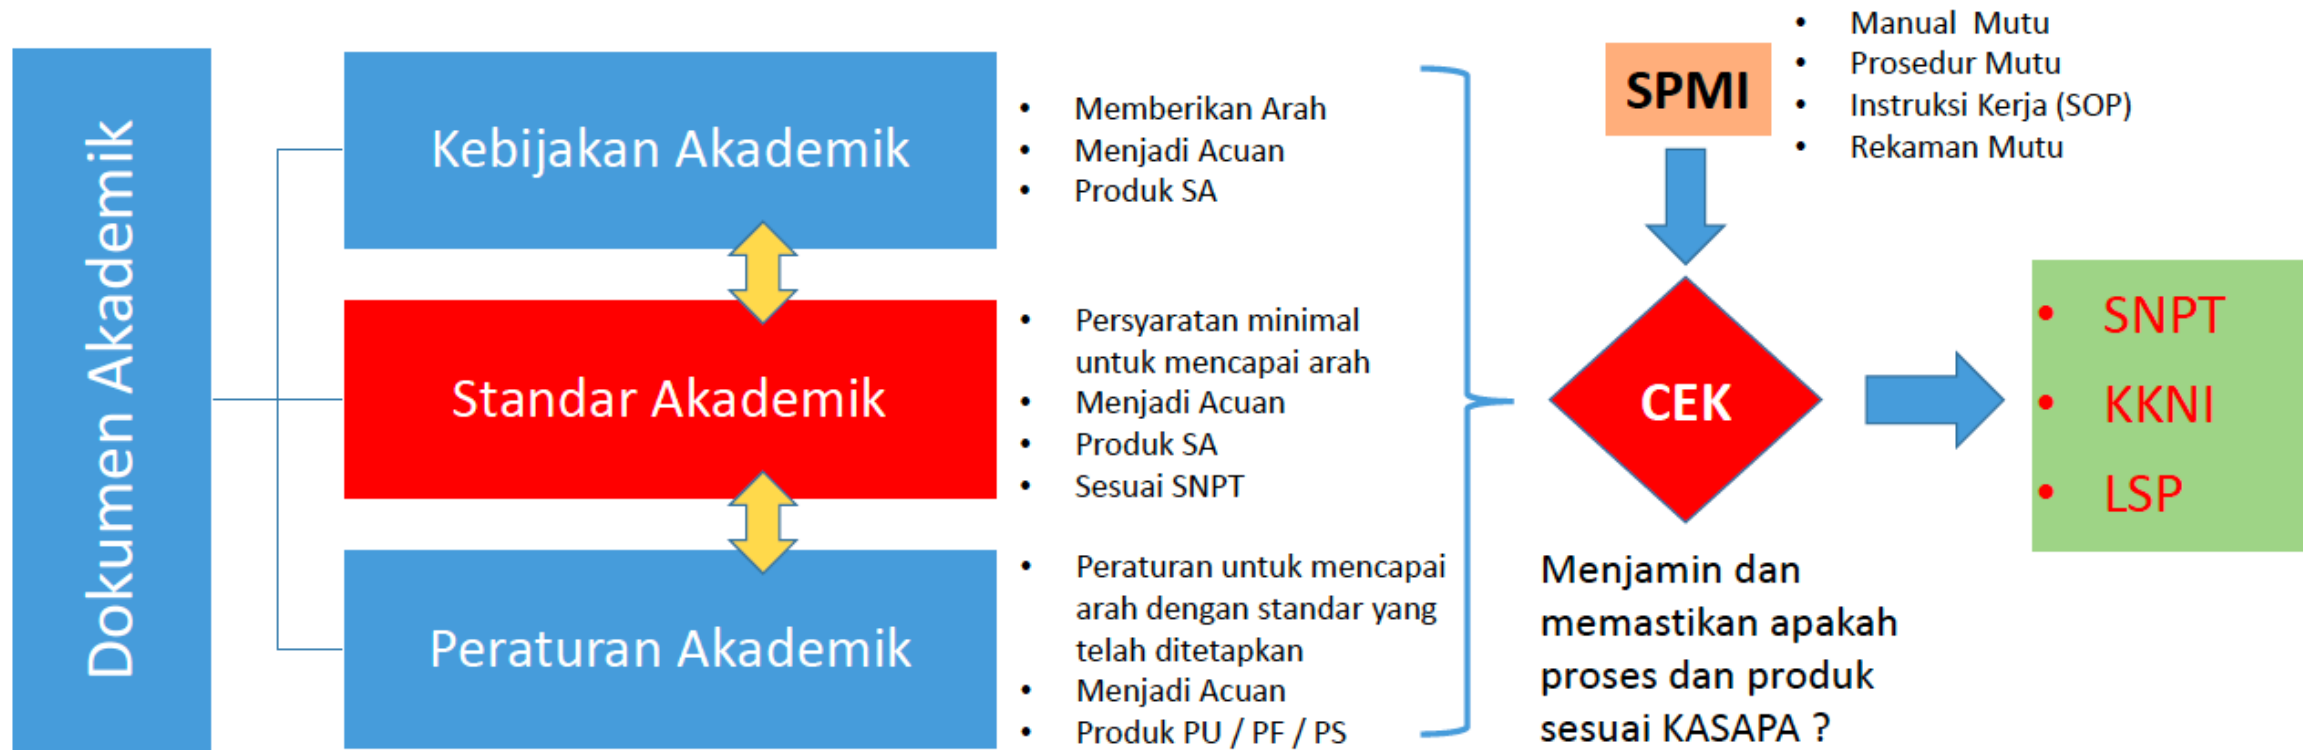 Dokumen Akademik
Kebijakan Akademik
• Memberikan Arah
• Menjadi Acuan
• Produk SA
Standar Akademik
• Persyaratan minimal
untuk mencapai arah
• Menjadi Acuan
• Produk SA
• Sesuai SNPT
Peraturan Akademik
• Peraturan untuk mencapai
arah dengan standar yang
telah ditetapkan
• Menjadi Acuan
• Produk PU / PF / PS
SPMI
• Manual Mutu
• Prosedur Mutu
• Instruksi Kerja (SOP)
• Rekaman Mutu
CEK
Menjamin dan
memastikan apakah
proses dan produk
sesuai KASAPA ?
• SNPT
• KKNI
• LSP